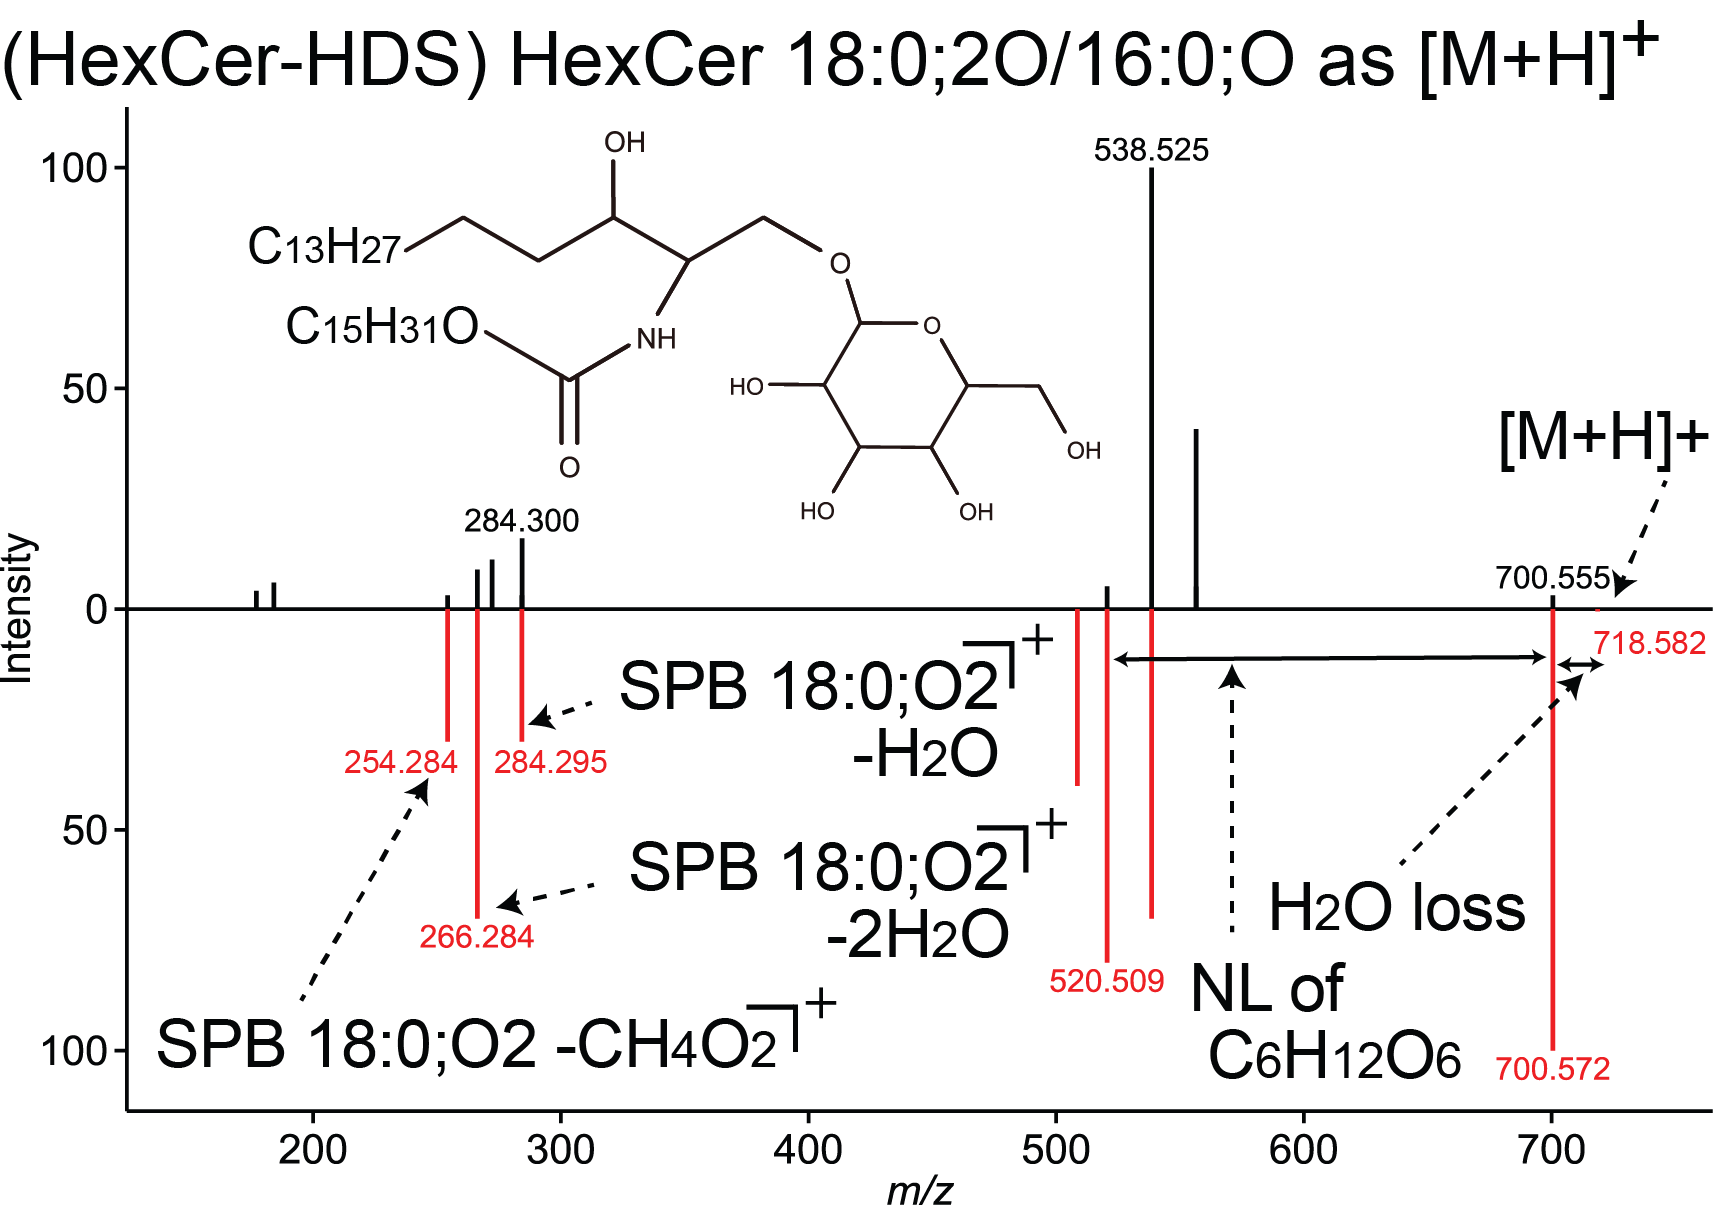 (HexCer-HDS) HexCer 18:0;2O/16:0;O as [M+H]+
Intensity
100
50
0
50
100
OH
C13H27
O
C15H31O
NH
O
O
HO
HO
OH
OH
538.525
[M+H]+
284.300
700.555
718.582
SPB 18:0;O2 +
-H2O
254.284
284.295
SPB 18:0;O2 +
-2H2O
266.284
H2O loss
520.509
NL of
C6H12O6
SPB 18:0;O2 -CH4O2 +
700.572
200
300
400
500
600
700
m/z